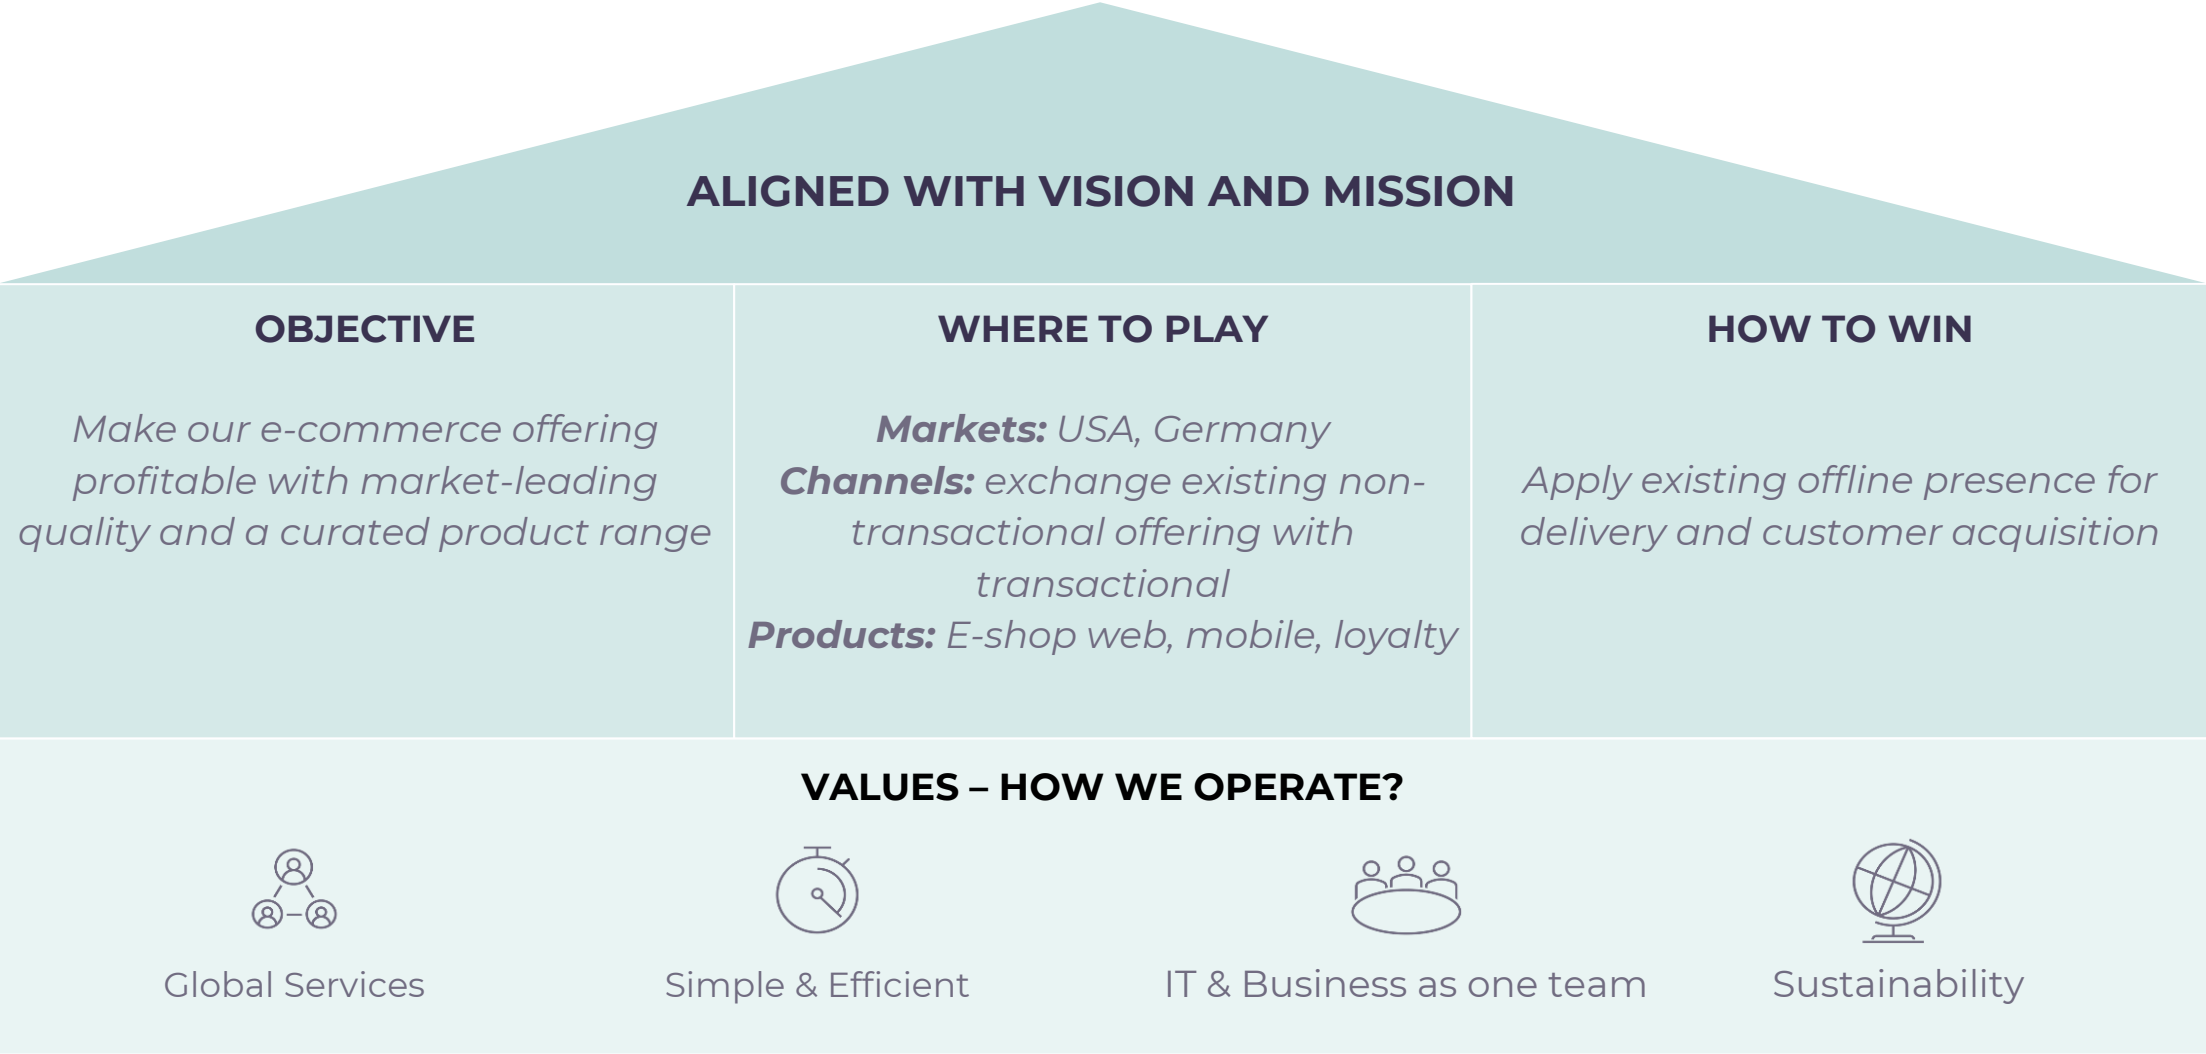 ALIGNED WITH VISION AND MISSION
OBJECTIVE
Make our e-commerce offering
profitable with market-leading
quality and a curated product range
WHERE TO PLAY
Markets: USA, Germany
Channels: exchange existing non-
transactional offering with
transactional
Products: E-shop web, mobile, loyalty
HOW TO WIN
Apply existing offline presence for
delivery and customer acquisition
VALUES – HOW WE OPERATE?
Global Services
Simple & Efficient
IT & Business as one team
Sustainability